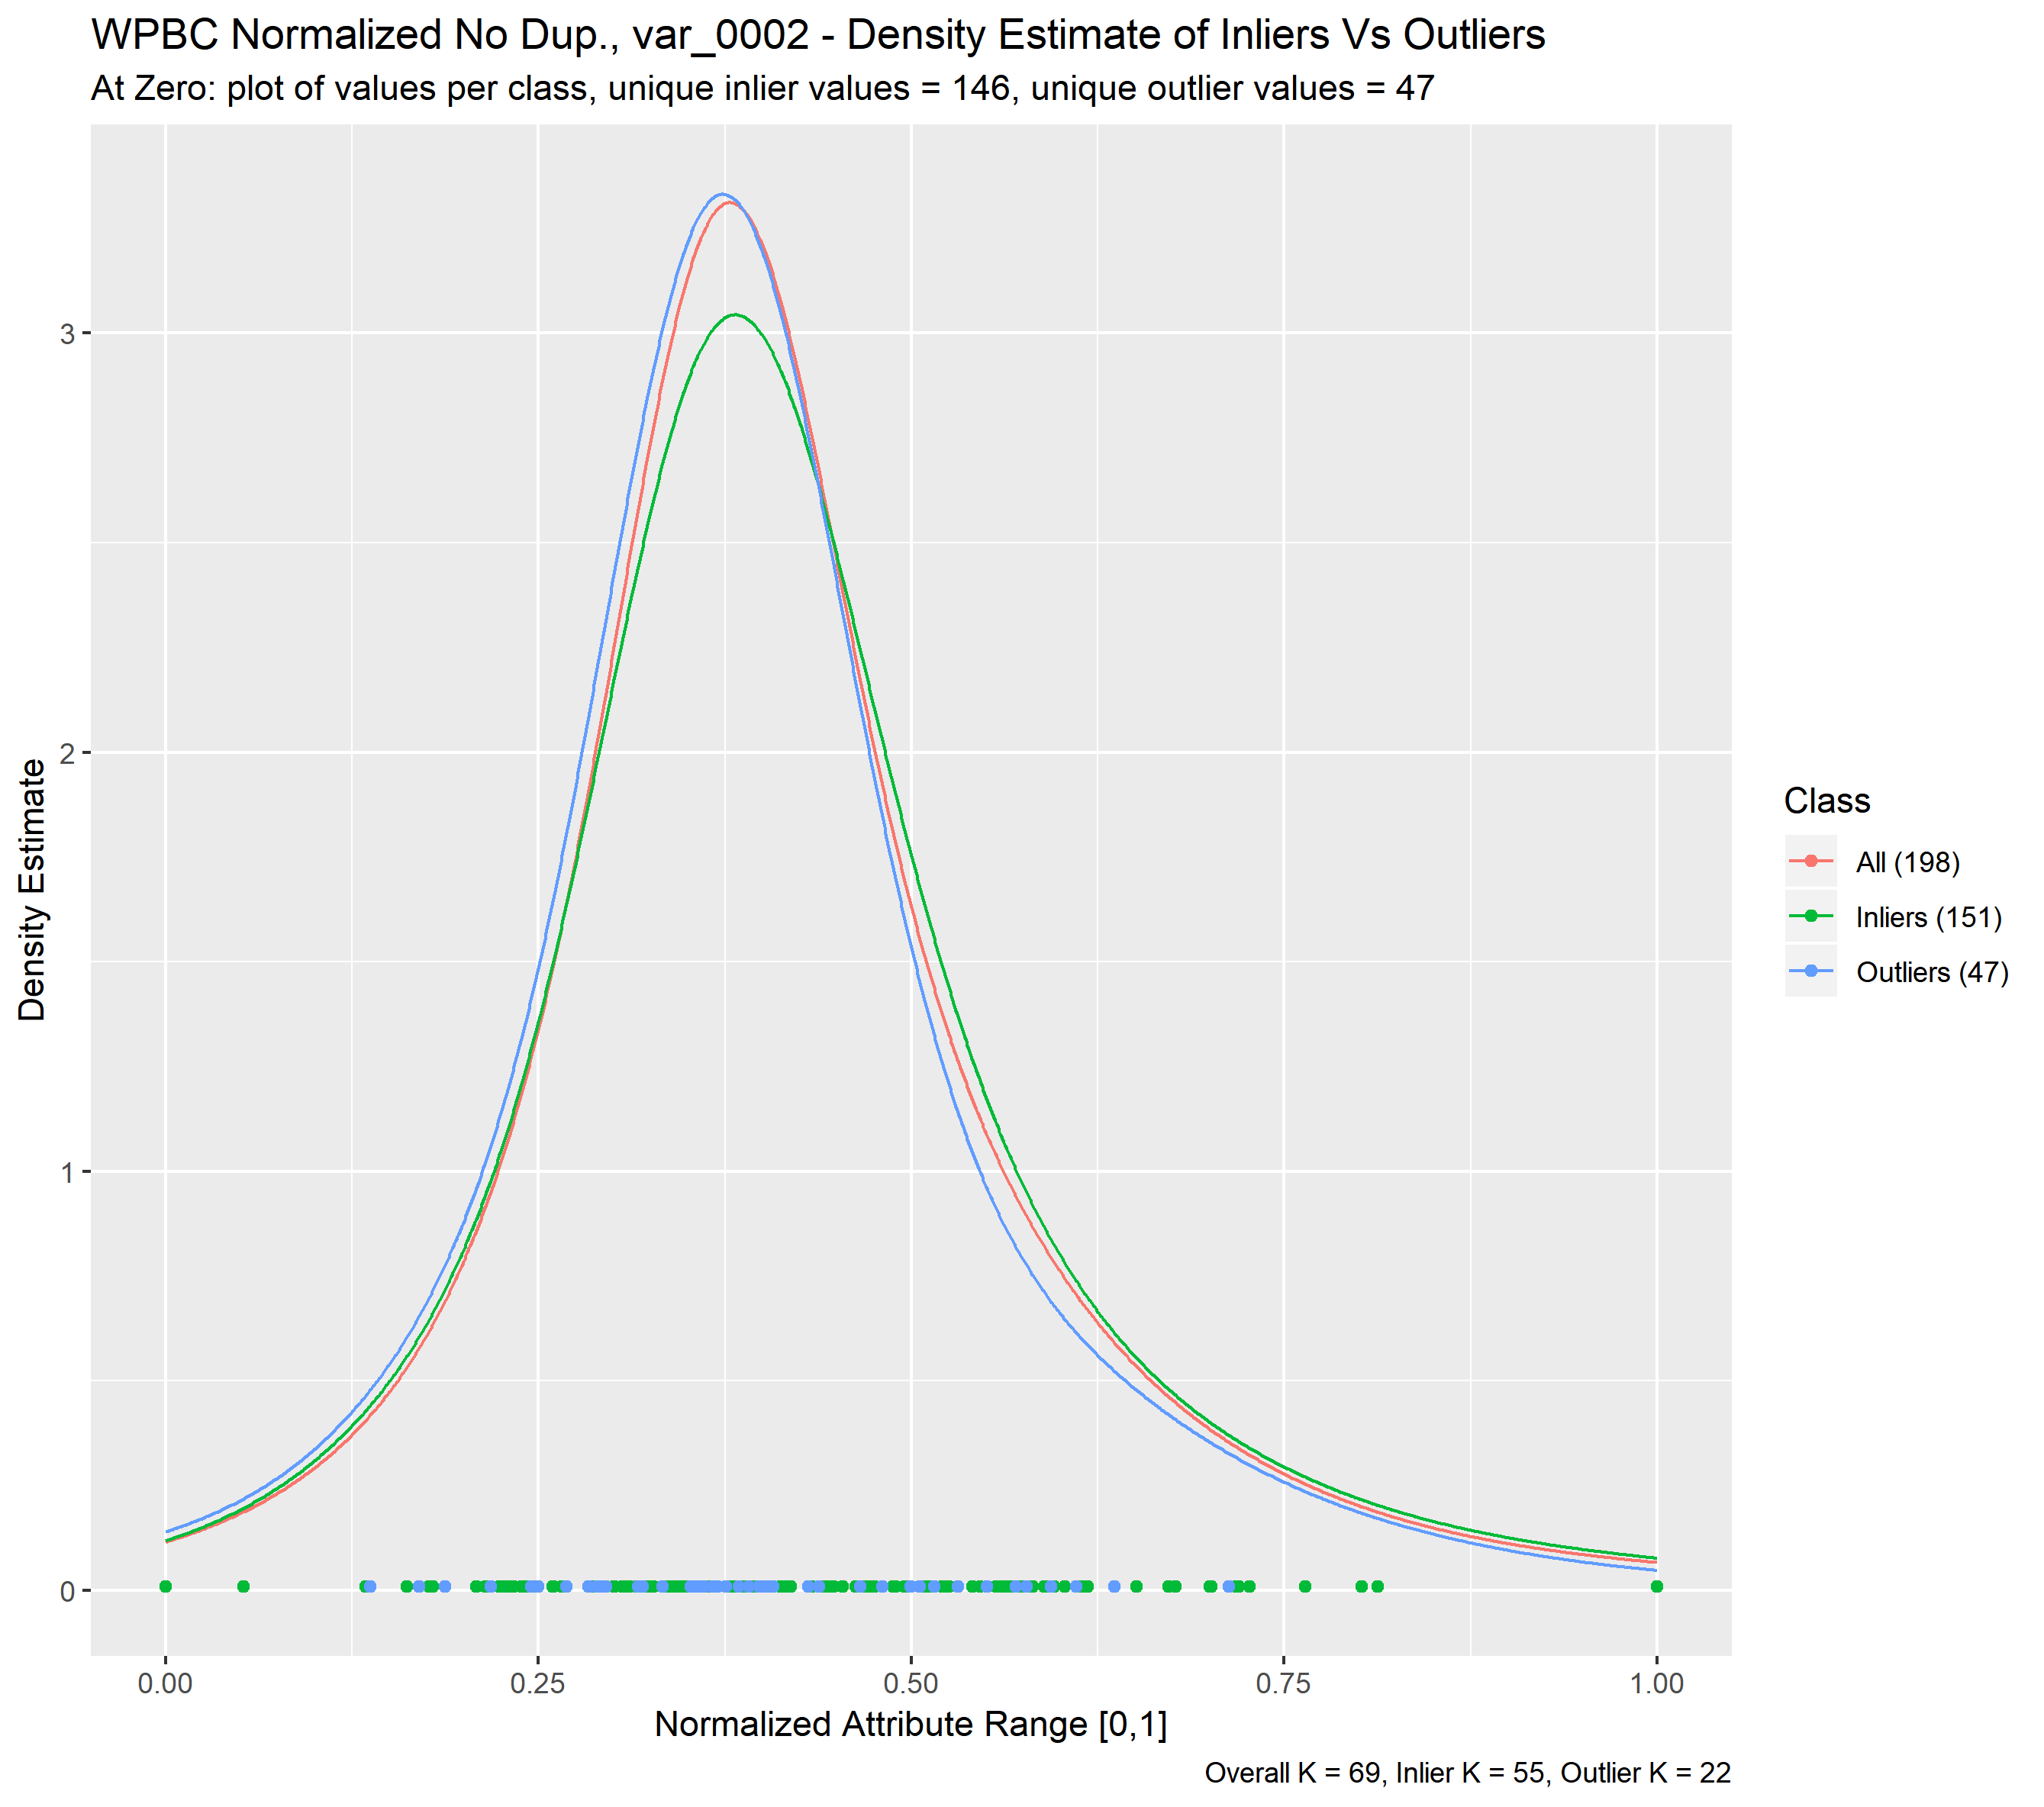 WPBC Normalized No Dup., var_0002 - Density Estimate of Inliers Vs Outliers
At Zero: plot of values per class, unique inlier values = 146, unique outlier values = 47
Density Estimate
3
2
1
0
0.00
0.25
0.50
0.75
1.00
Normalized Attribute Range [0,1]
Class
All (198)
Inliers (151)
Outliers (47)
Overall K = 69, Inlier K = 55, Outlier K = 22